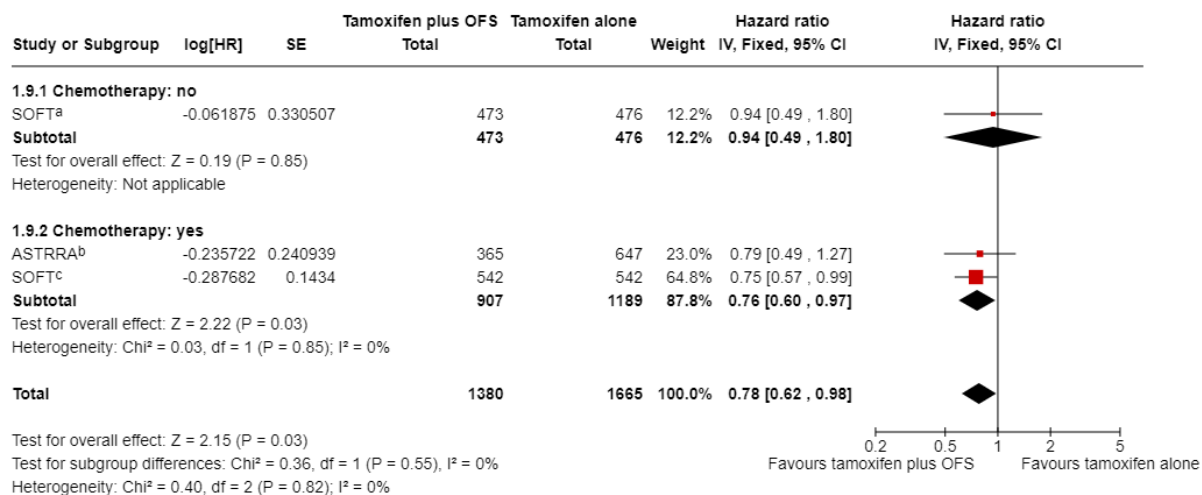 Tamoxifen plus OFS Tamoxifen alone Hazard ratio Hazard ratio
Study or Subgroup log[HR] SE Total Total Weight IV, Fixed, 95% CI IV, Fixed, 95% CI
1.9.1 Chemotherapy: no
SOFTa -0.061875 0.330507 473 476 12.2% 0.94 [0.49 , 1.80]
Subtotal 473 476 12.2% 0.94 [0.49 , 1.80]
Test for overall effect: Z = 0.19 (P = 0.85)
Heterogeneity: Not applicable
1.9.2 Chemotherapy: yes
ASTRRAb -0.235722 0.240939 365 647 23.0% 0.79 [0.49 , 1.27]
SOFTc -0.287682 0.1434 542 542 64.8% 0.75 [0.57 , 0.99]
Subtotal 907 1189 87.8% 0.76 [0.60 , 0.97]
Test for overall effect: Z = 2.22 (P = 0.03)
Heterogeneity: Chi² = 0.03, df = 1 (P = 0.85); I² = 0%
Total 1380 1665 100.0% 0.78 [0.62 , 0.98]
Test for overall effect: Z = 2.15 (P = 0.03)
0.2 0.5 1 2 5
Test for subgroup differences: Chi² = 0.36, df = 1 (P = 0.55), I² = 0%
Favours tamoxifen plus OFS Favours tamoxifen alone
Heterogeneity: Chi² = 0.40, df = 2 (P = 0.82); I² = 0%